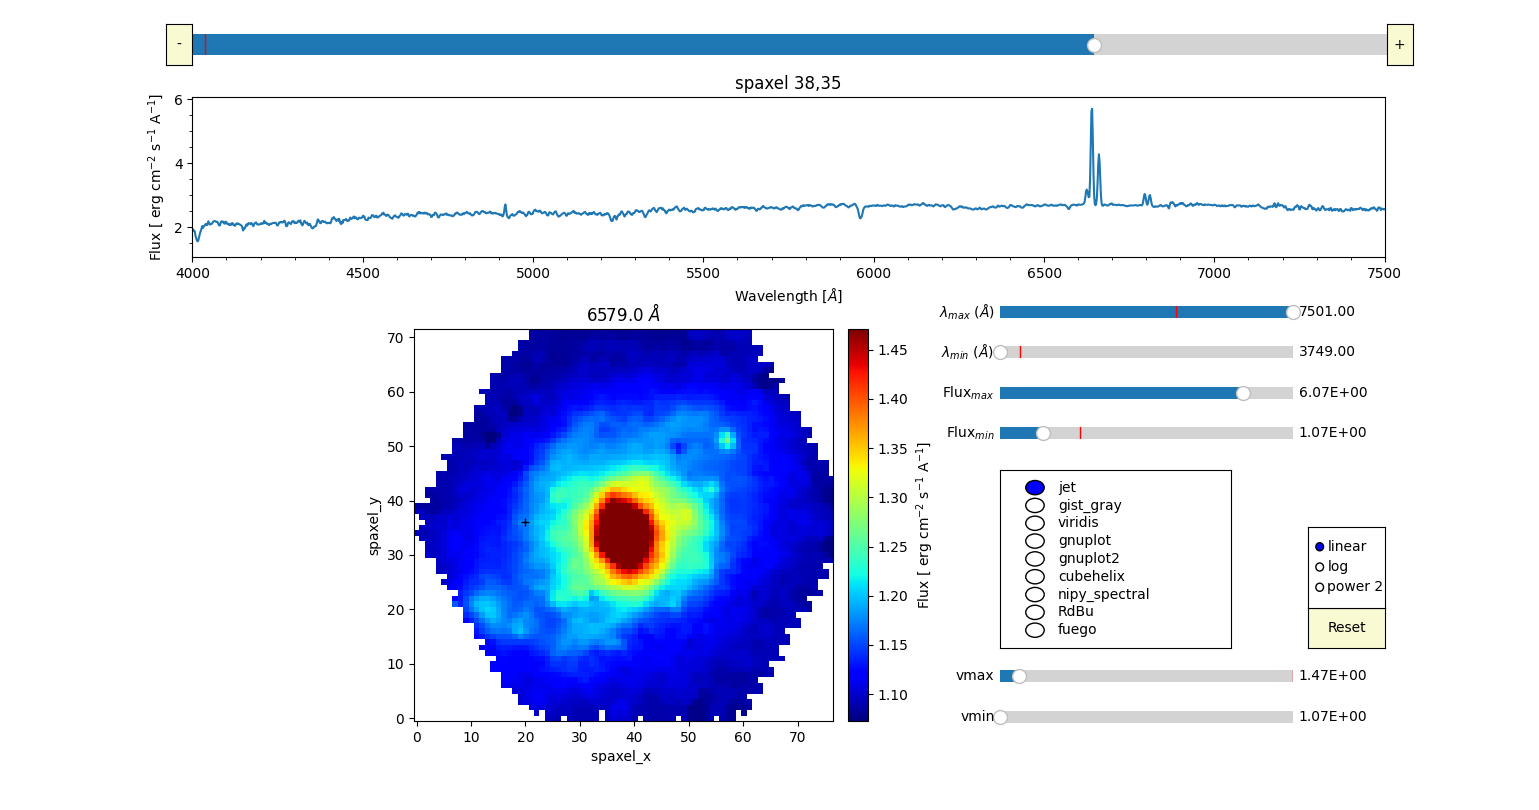 -
+
spaxel 38,35
Flux [ erg cm⁻² s⁻¹ A⁻¹]
6
4
2
4000 4500 5000 5500 6000 6500 7000 7500
Wavelength [Å]
6579.0 Å
spaxel_y
70
60
50
40
30
20
10
0
0 10 20 30 40 50 60 70
spaxel_x
1.45
1.40
1.35
1.30
1.25
1.20
1.15
1.10
Flux [ erg cm⁻² s⁻¹ A⁻¹]
λmax (Å) 7501.00
λmin (Å) 3749.00
Fluxmax 6.07E+00
Fluxmin 1.07E+00
jet
gist_gray
viridis
gnuplot
gnuplot2
cubehelix
nipy_spectral
RdBu
fuego
linear
log
power 2
Reset
vmax 1.47E+00
vmin 1.07E+00